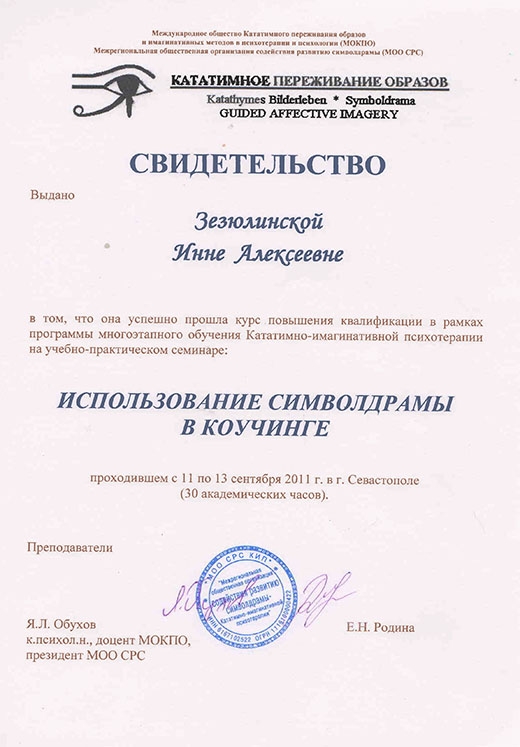 Международное общество Кататимного переживания образов
и имагинативных методов в психотерапии и психологии (МОКПО)
Межрегиональная общественная организация содействия развитию символдрамы (МОО СРС)
КАТАТИМНОЕ ПЕРЕЖИВАНИЕ ОБРАЗОВ
Katathymes Bilderleben * Symboldrama
GUIDED AFFECTIVE IMAGERY
СВИДЕТЕЛЬСТВО
Выдано
Зезюлинской
Инне Алексеевне
в том, что она успешно прошла курс повышения квалификации в рамках
программы многоэтапного обучения Кататимно-имагинативной психотерапии
на учебно-практическом семинаре:
ИСПОЛЬЗОВАНИЕ СИМВОЛДРАМЫ
В КОУЧИНГЕ
проходившем с 11 по 13 сентября 2011 г. в г. Севастополе
(30 академических часов).
Преподаватели
"МОО СРС КИП"
"Межрегиональная
общественная организация
содействия развитию
символдрамы-
Кататимно-имагинативной
психотерапии"
Я.Л. Обухов
к.психол.н., доцент МОКПО,
президент МОО СРС
Е.Н. Родина